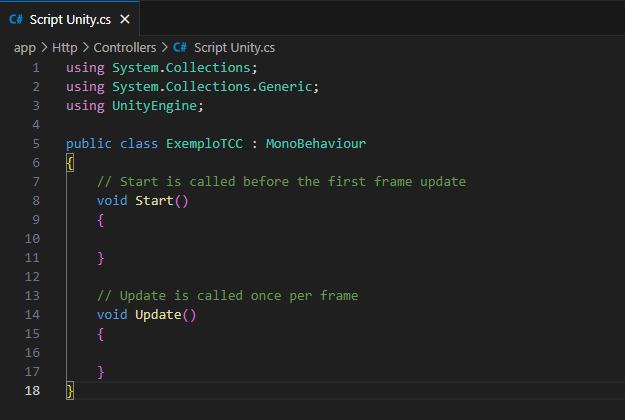 C# Script Unity.cs ×
app > Http > Controllers > C# Script Unity.cs
1 using System.Collections;
2 using System.Collections.Generic;
3 using UnityEngine;
4
5 public class ExemploTCC : MonoBehaviour
6 {
7     // Start is called before the first frame update
8     void Start()
9     {
10
11     }
12
13     // Update is called once per frame
14     void Update()
15     {
16
17     }
18 }